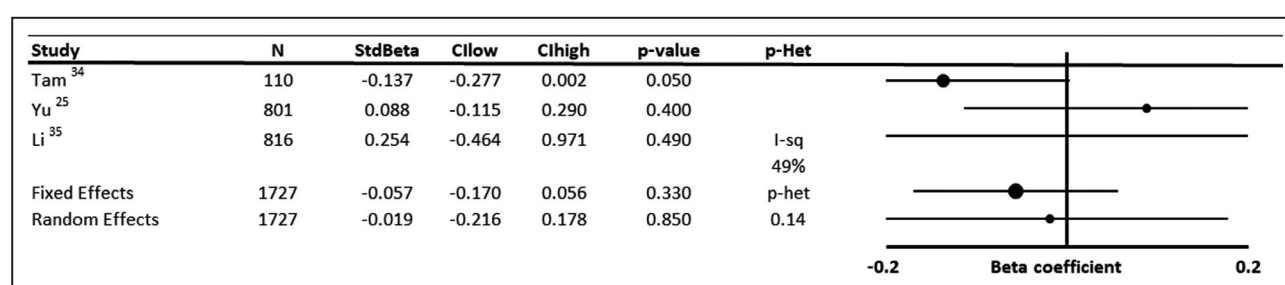 Study N StdBeta CIlow CIhigh p-value p-Het
Tam 34 110 -0.137 -0.277 0.002 0.050
Yu 25 801 0.088 -0.115 0.290 0.400
Li 35 816 0.254 -0.464 0.971 0.490 I-sq
49%
Fixed Effects 1727 -0.057 -0.170 0.056 0.330 p-het
Random Effects 1727 -0.019 -0.216 0.178 0.850 0.14
-0.2 Beta coefficient 0.2